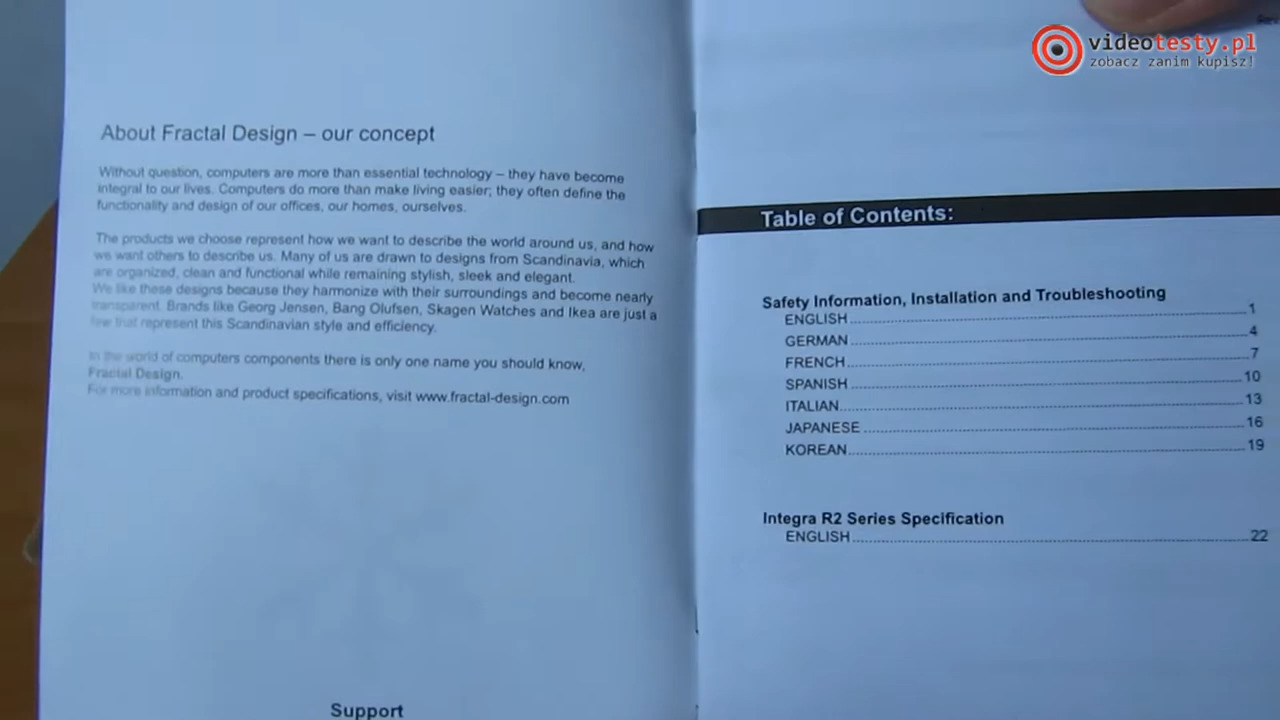 videotesty.pl
zobacz zanim kupisz!
About Fractal Design – our concept
Without question, computers are more than essential technology – they have become
integral to our lives. Computers do more than make living easier; they often define the
functionality and design of our offices, our homes, ourselves.
The products we choose represent how we want to describe the world around us, and how
we want others to describe us. Many of us are drawn to designs from Scandinavia, which
are organized, clean and functional while remaining stylish, sleek and elegant.
We like these designs because they harmonize with their surroundings and become nearly
transparent. Brands like Georg Jensen, Bang Olufsen, Skagen Watches and Ikea are just a
few that represent this Scandinavian style and efficiency.
In the world of computers components there is only one name you should know,
Fractal Design.
For more information and product specifications, visit www.fractal-design.com
Support
Table of Contents:
Safety Information, Installation and Troubleshooting
ENGLISH 1
GERMAN 4
FRENCH 7
SPANISH 10
ITALIAN 13
JAPANESE 16
KOREAN 19
Integra R2 Series Specification
ENGLISH 22